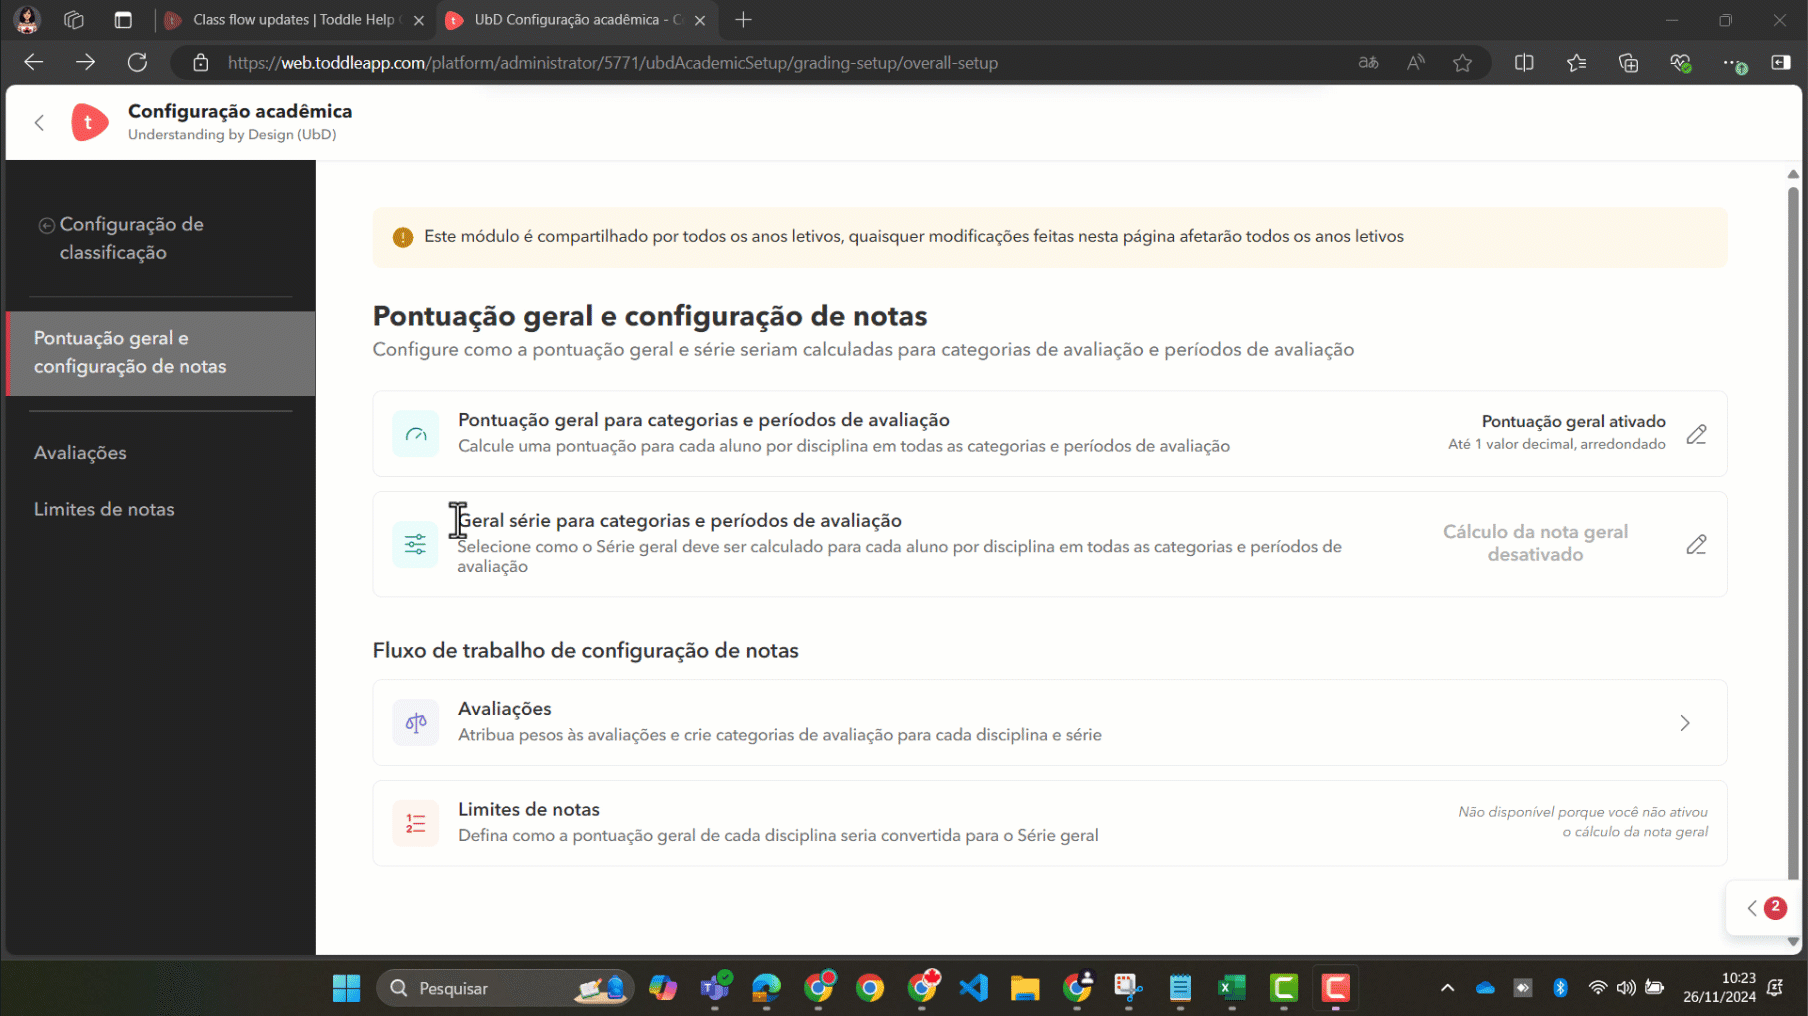 Class flow updates | Toddle Help
UbD Configuração acadêmica - C
https://web.toddleapp.com/platform/administrator/5771/ubdAcademicSetup/grading-setup/overall-setup
t
Configuração acadêmica
Understanding by Design (UbD)
Configuração de
classificação
Pontuação geral e
configuração de notas
Avaliações
Limites de notas
Este módulo é compartilhado por todos os anos letivos, quaisquer modificações feitas nesta página afetarão todos os anos letivos
Pontuação geral e configuração de notas
Configure como a pontuação geral e série seriam calculadas para categorias de avaliação e períodos de avaliação
Pontuação geral para categorias e períodos de avaliação
Calcule uma pontuação para cada aluno por disciplina em todas as categorias e períodos de avaliação
Pontuação geral ativado
Até 1 valor decimal, arredondado
Geral série para categorias e períodos de avaliação
Selecione como o Série geral deve ser calculado para cada aluno por disciplina em todas as categorias e períodos de
avaliação
Cálculo da nota geral
desativado
Fluxo de trabalho de configuração de notas
Avaliações
Atribua pesos às avaliações e crie categorias de avaliação para cada disciplina e série
Limites de notas
Defina como a pontuação geral de cada disciplina seria convertida para o Série geral
Não disponível porque você não ativou
o cálculo da nota geral
2
Pesquisar
10:23
26/11/2024